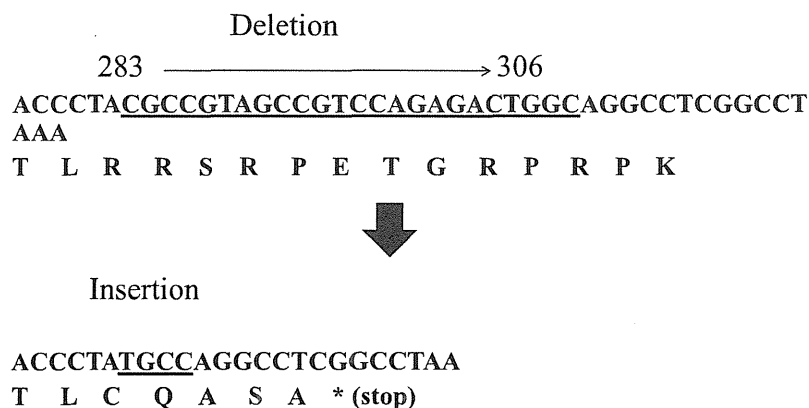 Deletion
283 306
ACCCTACGCCGTAGCCGTCCAGAGACTGGCAGGCCTCGGCCT
AAA
T L R R S R P E T G R P R P K
Insertion
ACCCTATGCCAGGCCTCGGCCTAA
T L C Q A S A * (stop)